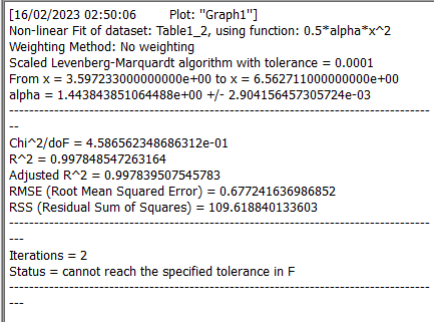 [16/02/2023 02:50:06 Plot: "Graph1"]
Non-linear Fit of dataset: Table1_2, using function: 0.5*alpha*x^2
Weighting Method: No weighting
Scaled Levenberg-Marquardt algorithm with tolerance = 0.0001
From x = 3.597233000000000e+00 to x = 6.562711000000000e+00
alpha = 1.443843851064488e+00 +/- 2.904156457305724e-03
--------------------------------------------------------------------------------------
--
Chi^2/doF = 4.586562348686312e-01
R^2 = 0.997848547263164
Adjusted R^2 = 0.997839507545783
RMSE (Root Mean Squared Error) = 0.677241636986852
RSS (Residual Sum of Squares) = 109.618840133603
--------------------------------------------------------------------------------------
---
Iterations = 2
Status = cannot reach the specified tolerance in F
--------------------------------------------------------------------------------------
---